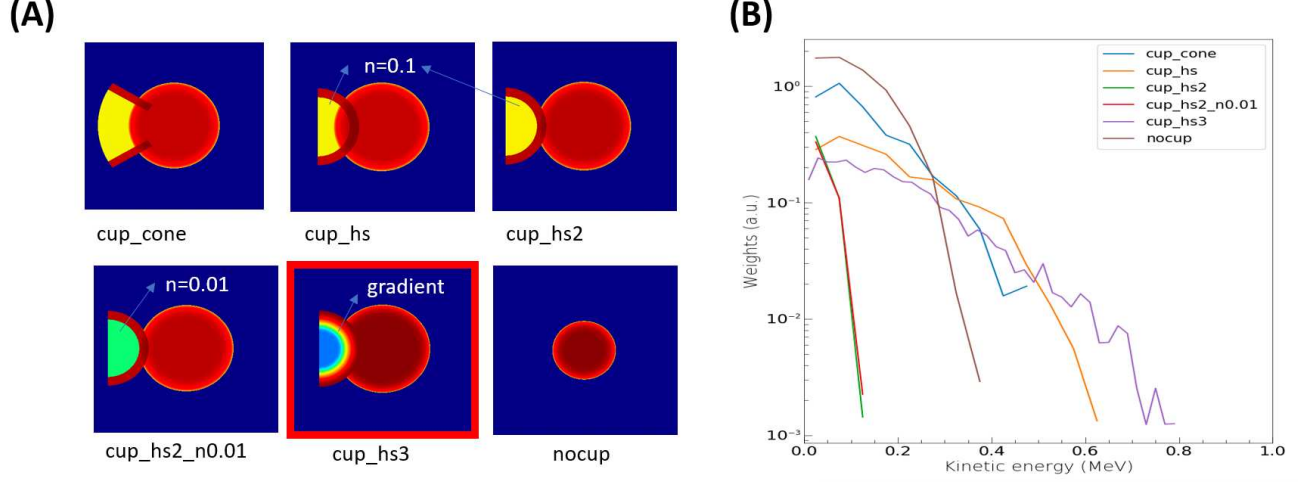 (A)
n=0.1
cup_cone
cup_hs
cup_hs2
n=0.01
gradient
cup_hs2_n0.01
cup_hs3
nocup
(B)
cup_cone
cup_hs
cup_hs2
cup_hs2_n0.01
cup_hs3
nocup
10⁰
10⁻¹
10⁻²
10⁻³
Weights (a.u.)
0.0 0.2 0.4 0.6 0.8 1.0
Kinetic energy (MeV)